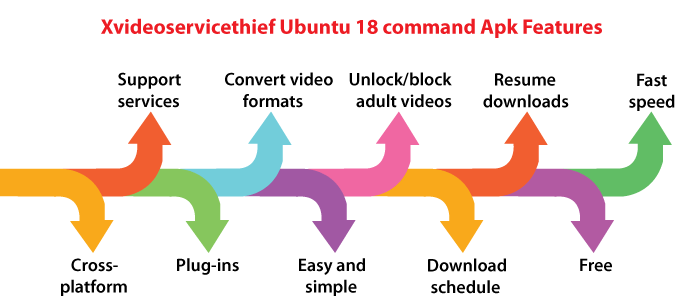 Xvideoservicethief Ubuntu 18 command Apk Features
Support
services
Convert video
formats
Unlock/block
adult videos
Resume
downloads
Fast
speed
Cross-
platform
Plug-ins
Easy and
simple
Download
schedule
Free